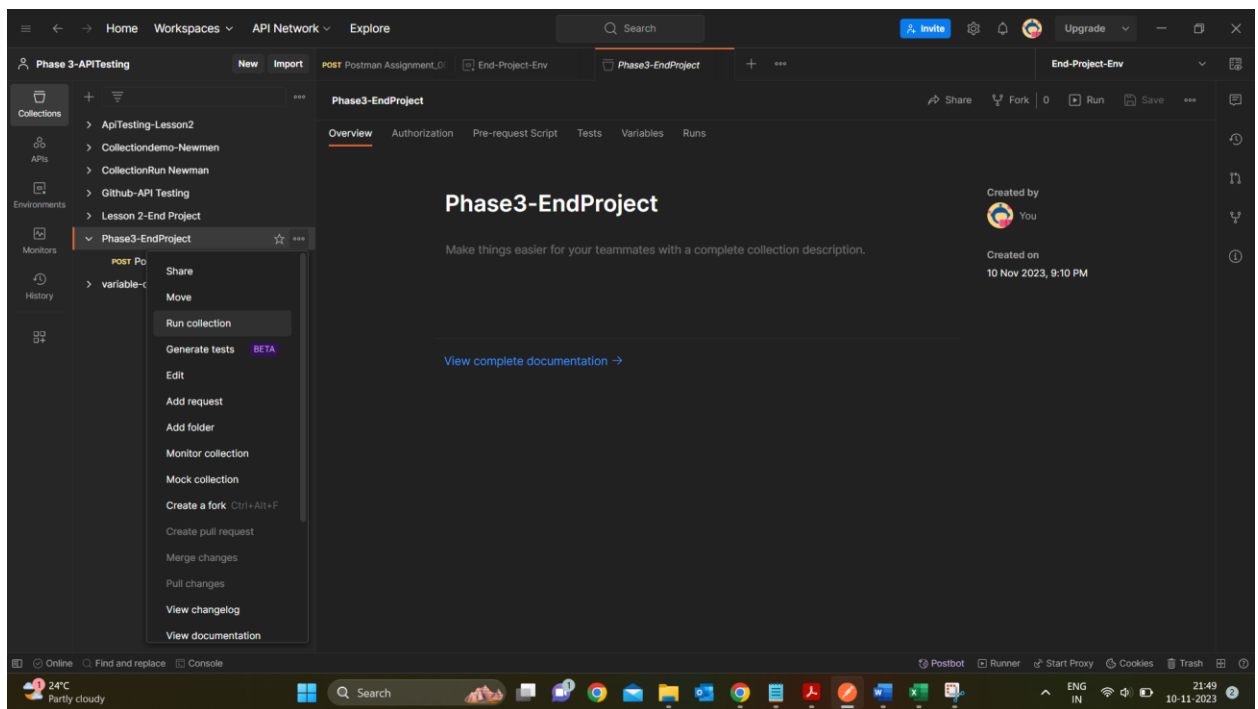 Home Workspaces API Network Explore Search Invite Upgrade
Phase 3-APITesting New Import POST Postman Assignment_D End-Project-Env Phase3-EndProject End-Project-Env
Collections
APIs
Environments
Monitors
History
ApiTesting-Lesson2
Collectiondemo-Newmen
CollectionRun Newman
Github-API Testing
Lesson 2-End Project
Phase3-EndProject
POST Po
variable-c
Share
Move
Run collection
Generate tests BETA
Edit
Add request
Add folder
Monitor collection
Mock collection
Create a fork Ctrl+Alt+F
Create pull request
Merge changes
Pull changes
View changelog
View documentation
Phase3-EndProject Share Fork 0 Run Save
Overview Authorization Pre-request Script Tests Variables Runs
Phase3-EndProject
Make things easier for your teammates with a complete collection description.
View complete documentation →
Created by
You
Created on
10 Nov 2023, 9:10 PM
Online Find and replace Console Postbot Runner Start Proxy Cookies Trash
24°C
Partly cloudy
Search
1
ENG
IN
21:49
10-11-2023
2